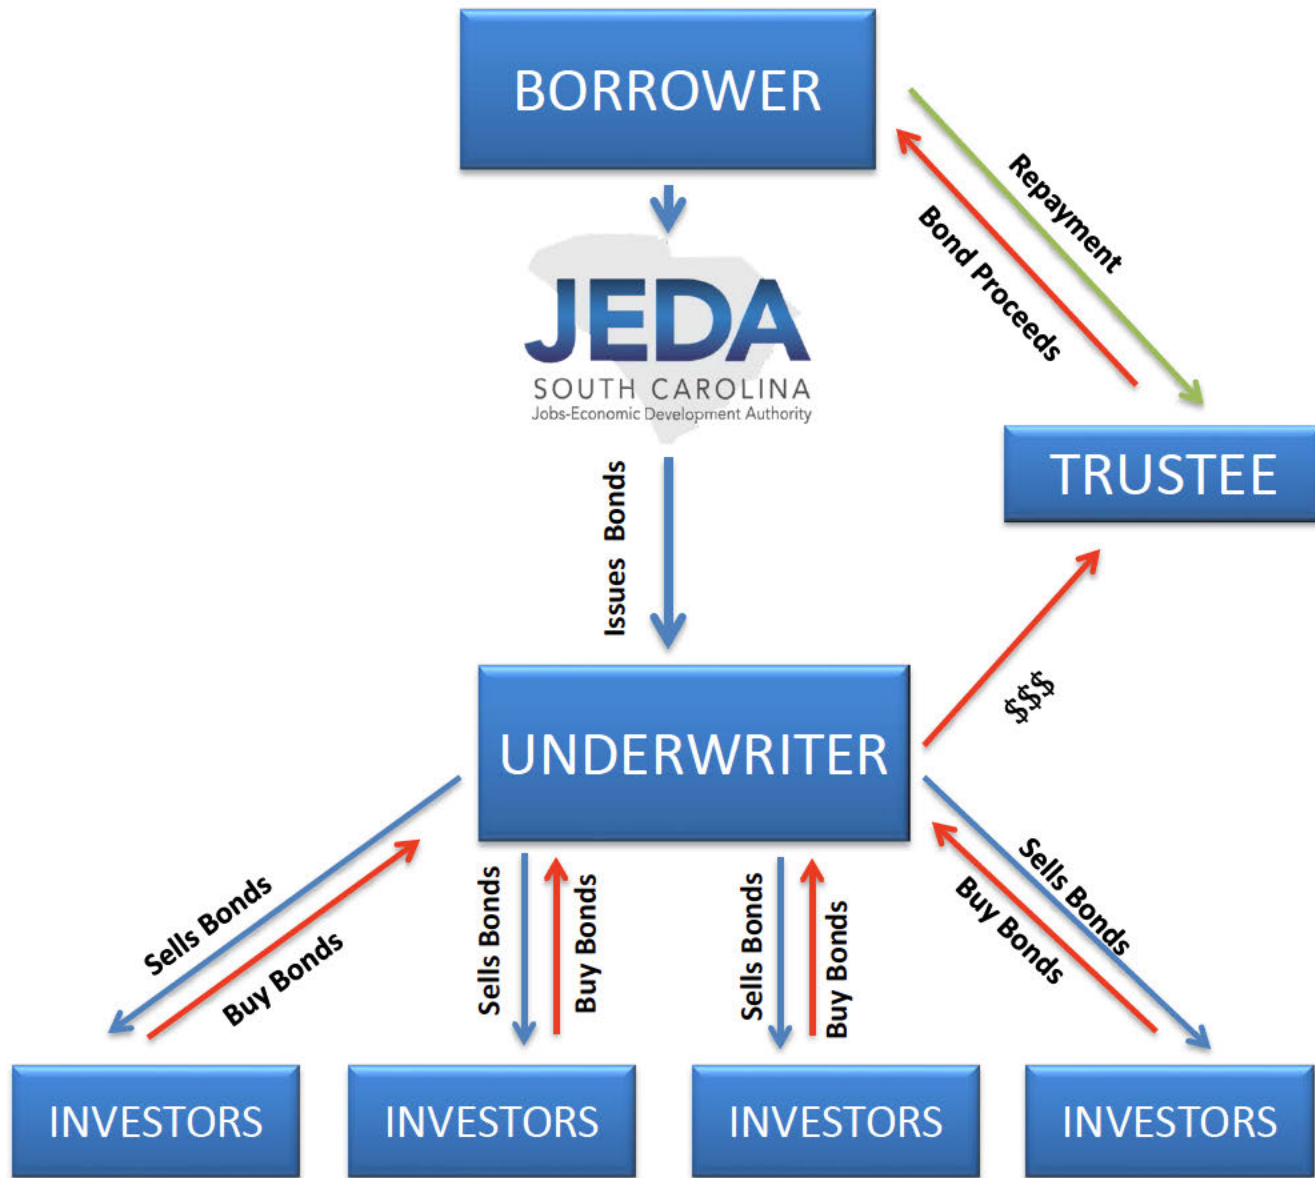 BORROWER
Repayment
Bond Proceeds
JEDA
SOUTH CAROLINA
Jobs-Economic Development Authority
TRUSTEE
Issues Bonds
$$$
UNDERWRITER
Sells Bonds
Buy Bonds
Sells Bonds
Buy Bonds
Sells Bonds
Buy Bonds
Sells Bonds
Buy Bonds
INVESTORS
INVESTORS
INVESTORS
INVESTORS